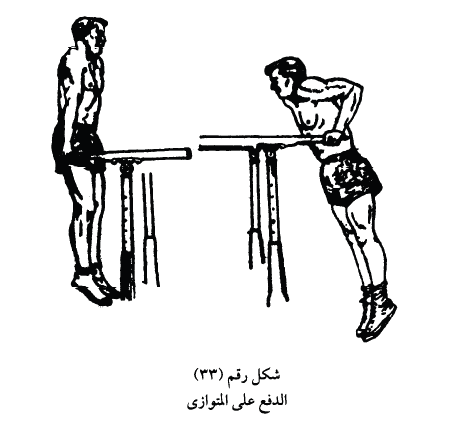 شكل رقم (٣٣)
الدفع على المتوازى